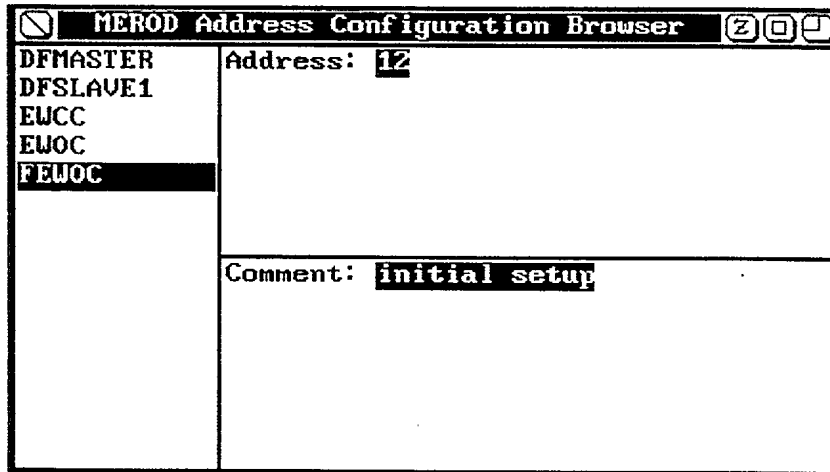 MEROD Address Configuration Browser
DFMASTER
DFSLAVE1
EWCC
EWOC
FEWOC
Address: 12
Comment: initial setup